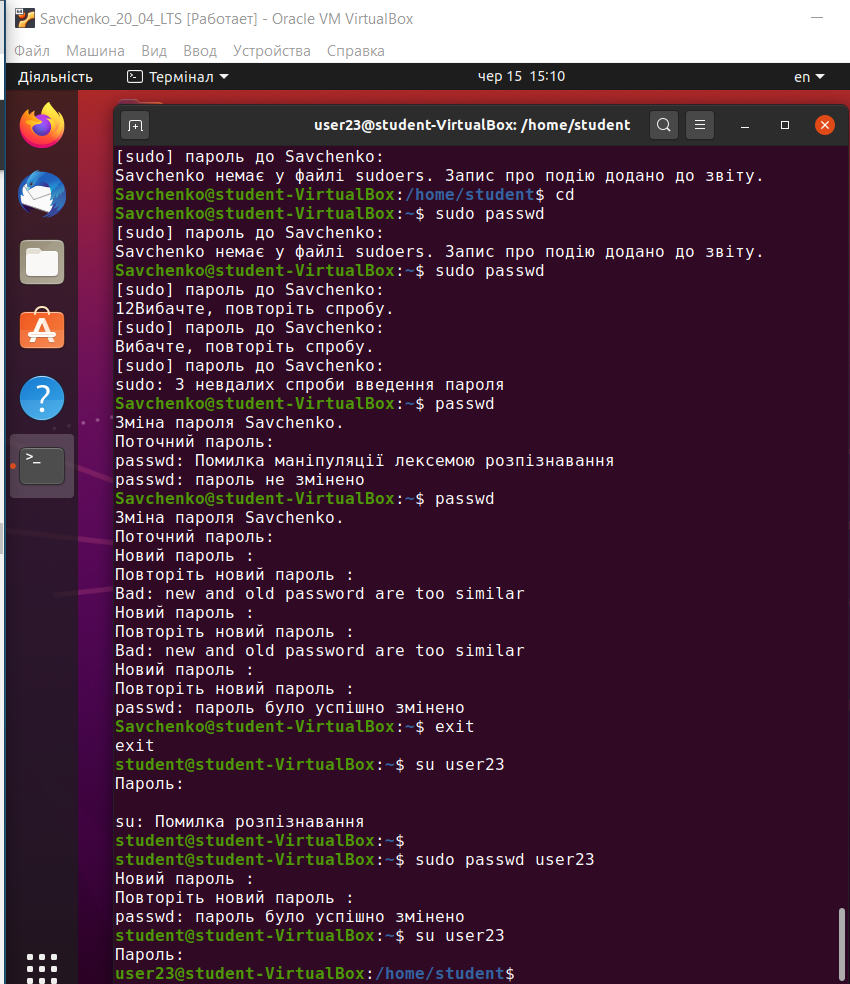 Savchenko_20_04_LTS [Работает] - Oracle VM VirtualBox
Файл Машина Вид Ввод Устройства Справка
Діяльність Термінал чер 15 15:10 en
user23@student-VirtualBox: /home/student
[sudo] пароль до Savchenko:
Savchenko немає у файлі sudoers. Запис про подію додано до звіту.
Savchenko@student-VirtualBox:/home/student$ cd
Savchenko@student-VirtualBox:~$ sudo passwd
[sudo] пароль до Savchenko:
Savchenko немає у файлі sudoers. Запис про подію додано до звіту.
Savchenko@student-VirtualBox:~$ sudo passwd
[sudo] пароль до Savchenko:
12Вибачте, повторіть спробу.
[sudo] пароль до Savchenko:
Вибачте, повторіть спробу.
[sudo] пароль до Savchenko:
sudo: 3 невдалих спроби введення пароля
Savchenko@student-VirtualBox:~$ passwd
Зміна пароля Savchenko.
Поточний пароль:
passwd: Помилка маніпуляції лексемою розпізнавання
passwd: пароль не змінено
Savchenko@student-VirtualBox:~$ passwd
Зміна пароля Savchenko.
Поточний пароль:
Новий пароль :
Повторіть новий пароль :
Bad: new and old password are too similar
Новий пароль :
Повторіть новий пароль :
Bad: new and old password are too similar
Новий пароль :
Повторіть новий пароль :
passwd: пароль було успішно змінено
Savchenko@student-VirtualBox:~$ exit
exit
student@student-VirtualBox:~$ su user23
Пароль:
su: Помилка розпізнавання
student@student-VirtualBox:~$
student@student-VirtualBox:~$ sudo passwd user23
Новий пароль :
Повторіть новий пароль :
passwd: пароль було успішно змінено
student@student-VirtualBox:~$ su user23
Пароль:
user23@student-VirtualBox:/home/student$